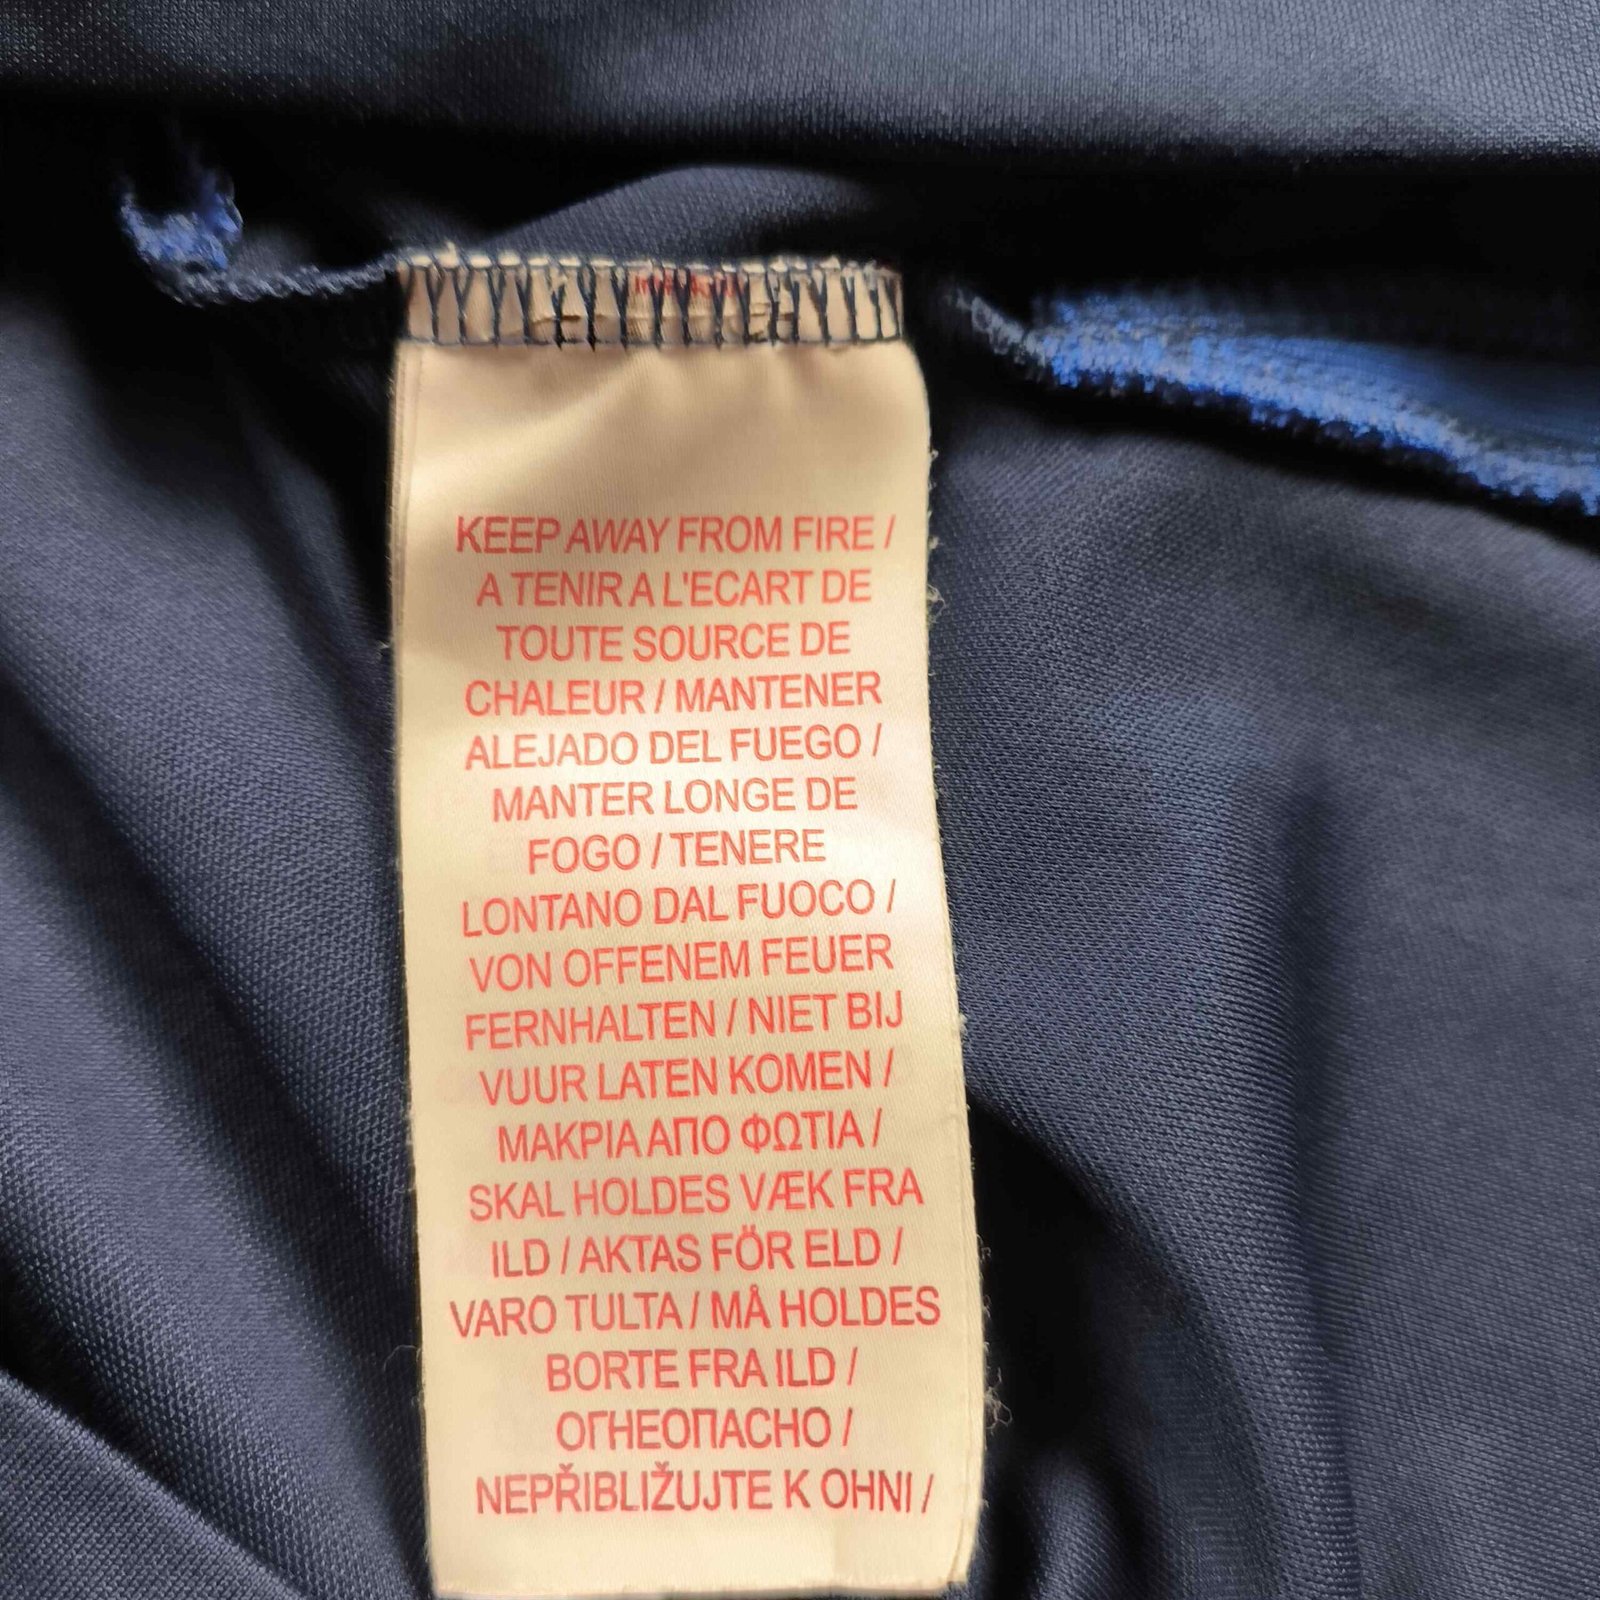 KEEP AWAY FROM FIRE /
A TENIR A L'ECART DE
TOUTE SOURCE DE
CHALEUR / MANTENER
ALEJADO DEL FUEGO /
MANTER LONGE DE
FOGO / TENERE
LONTANO DAL FUOCO /
VON OFFENEM FEUER
FERNHALTEN / NIET BIJ
VUUR LATEN KOMEN /
ΜΑΚΡΙΑ ΑΠΟ ΦΩΤΙΑ /
SKAL HOLDES VÆK FRA
ILD / AKTAS FÖR ELD /
VARO TULTA / MÅ HOLDES
BORTE FRA ILD /
ОГНЕОПАСНО /
NEPŘIBLIŽUJTE K OHNI /